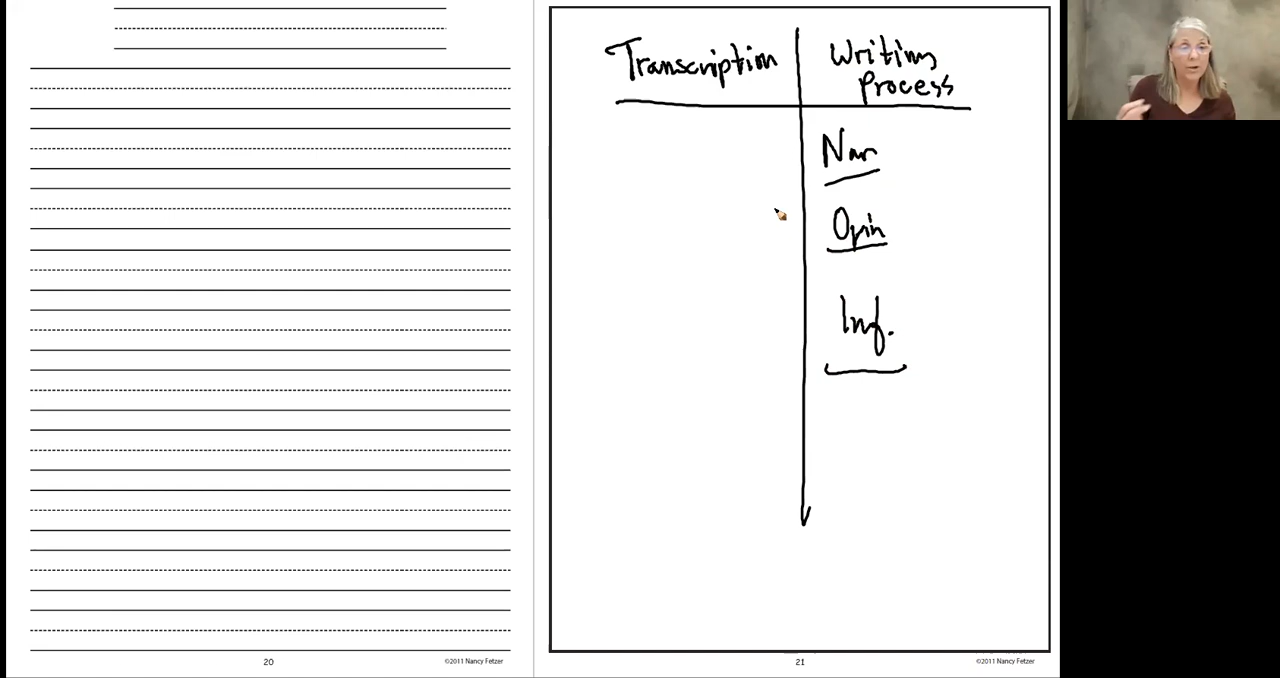 Transcription
Writing
Process
Nar
Opin
Inf.
20
©2011 Nancy Fetzer
21
©2011 Nancy Fetzer